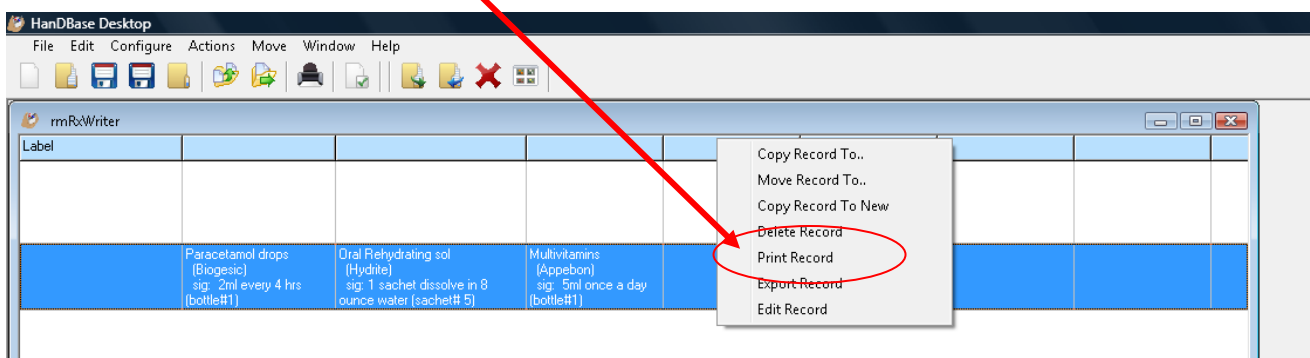 HanDBase Desktop
File Edit Configure Actions Move Window Help
rmRxWriter
Label
Paracetamol drops
(Biogesic)
sig: 2ml every 4 hrs
(bottle#1)
Oral Rehydrating sol
(Hydrite)
sig: 1 sachet dissolve in 8
ounce water (sachet# 5)
Multivitamins
(Appebon)
sig: 5ml once a day
(bottle#1)
Copy Record To..
Move Record To..
Copy Record To New
Delete Record
Print Record
Export Record
Edit Record